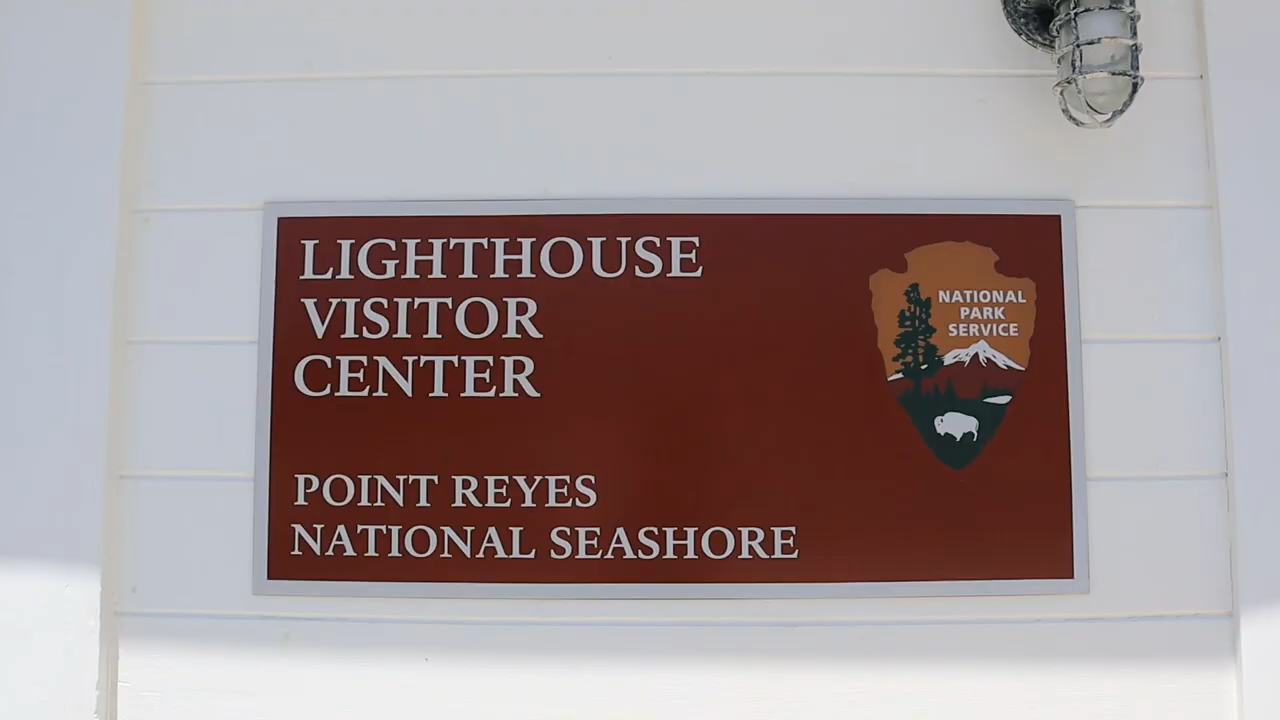 LIGHTHOUSE
VISITOR
CENTER
POINT REYES
NATIONAL SEASHORE
NATIONAL
PARK
SERVICE